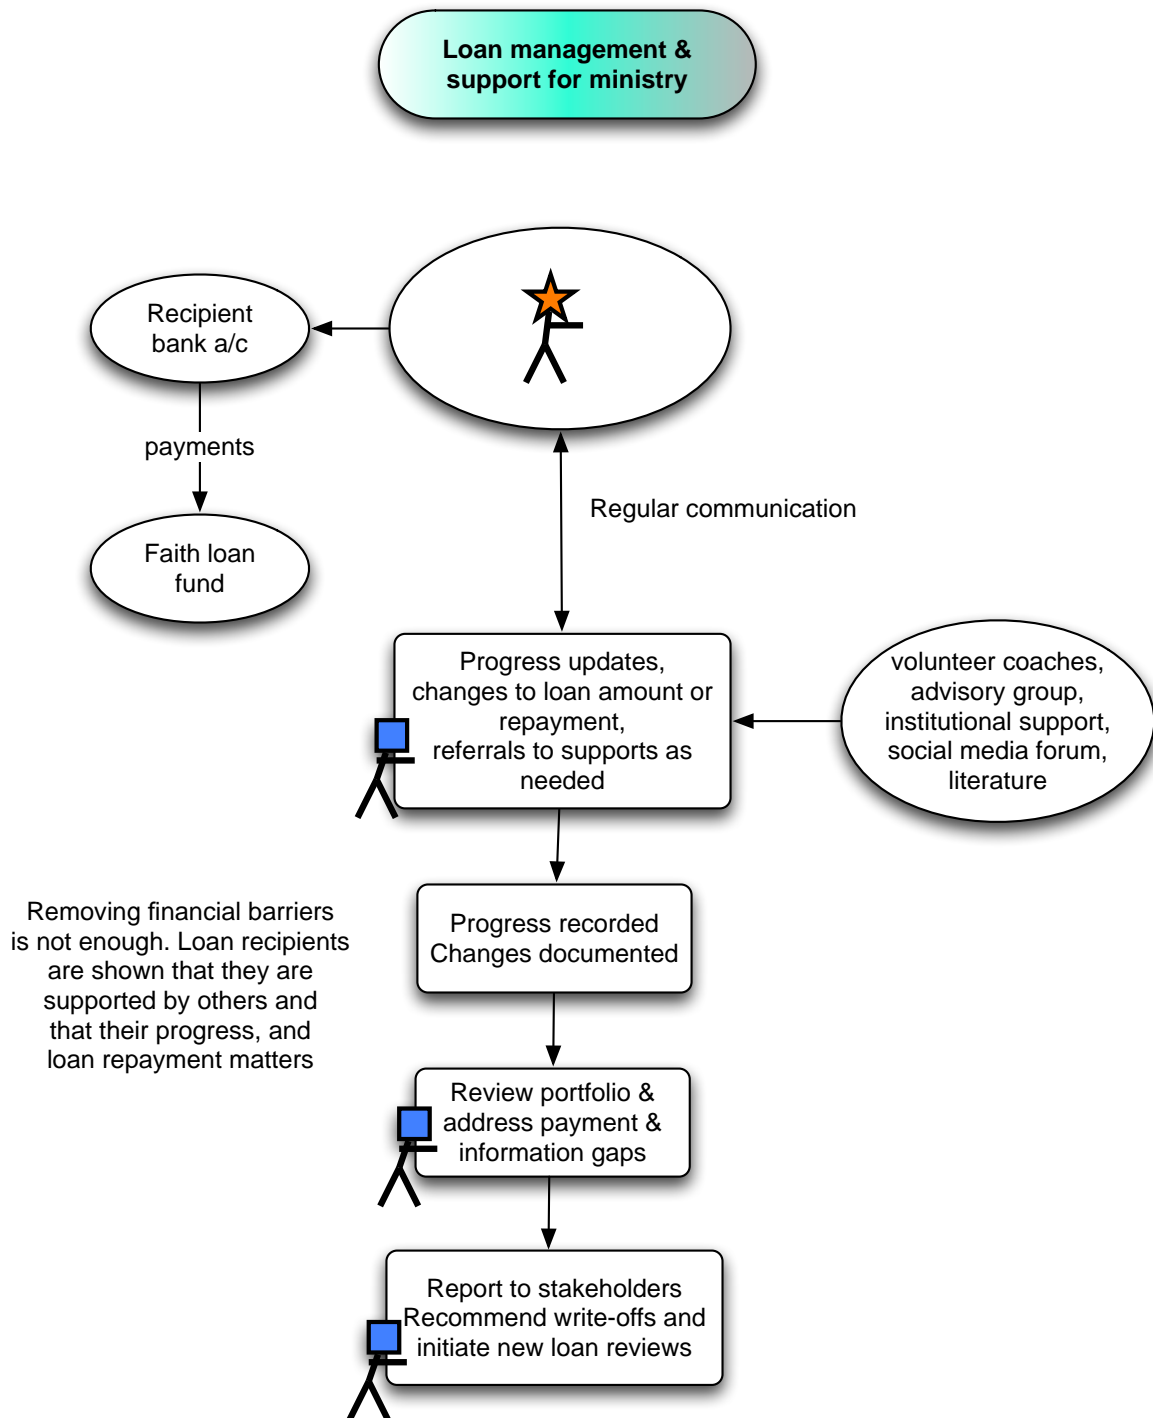 Loan management &
support for ministry
Recipient
bank a/c
payments
Regular communication
Faith loan
fund
Progress updates,
changes to loan amount or
repayment,
referrals to supports as
needed
volunteer coaches,
advisory group,
institutional support,
social media forum,
literature
Removing financial barriers
is not enough. Loan recipients
are shown that they are
supported by others and
that their progress, and
loan repayment matters
Progress recorded
Changes documented
Review portfolio &
address payment &
information gaps
Report to stakeholders
Recommend write-offs and
initiate new loan reviews